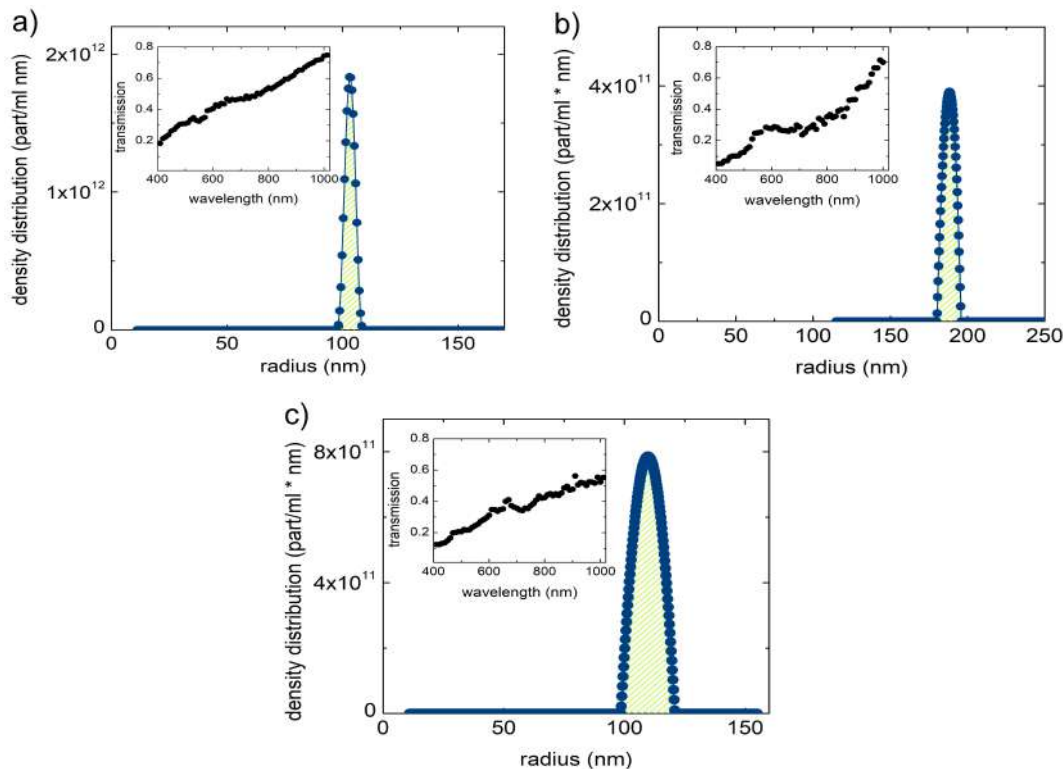 a)
density distribution (part/ml nm)
2x10¹²
1x10¹²
0
0
50
100
150
radius (nm)
transmission
0.8
0.6
0.4
0.2
400
600
800
1000
wavelength (nm)
b)
density distribution (part/ml * nm)
4x10¹¹
2x10¹¹
0
0
50
100
150
200
250
radius (nm)
transmission
0.8
0.6
0.4
0.2
400
600
800
1000
wavelength (nm)
c)
density distribution (part/ml * nm)
8x10¹¹
4x10¹¹
0
0
50
100
150
radius (nm)
transmission
0.8
0.6
0.4
0.2
400
600
800
1000
wavelength (nm)